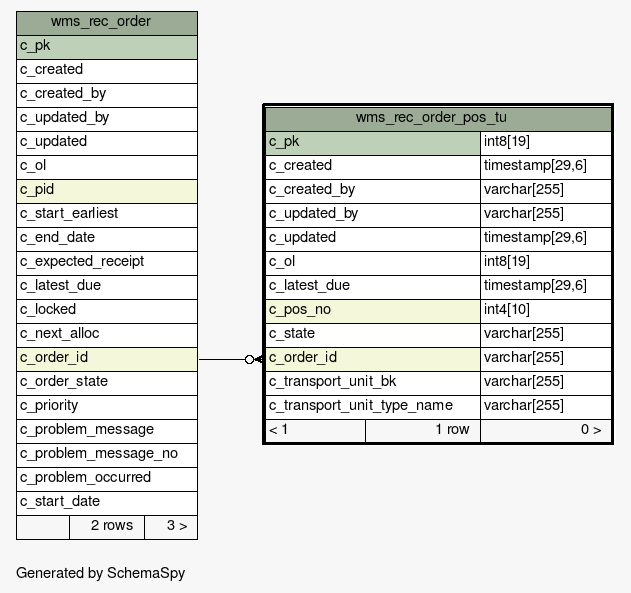 wms_rec_order
c_pk
c_created
c_created_by
c_updated_by
c_updated
c_ol
c_pid
c_start_earliest
c_end_date
c_expected_receipt
c_latest_due
c_locked
c_next_alloc
c_order_id
c_order_state
c_priority
c_problem_message
c_problem_message_no
c_problem_occurred
c_start_date
2 rows 3 >
wms_rec_order_pos_tu
c_pk int8[19]
c_created timestamp[29,6]
c_created_by varchar[255]
c_updated_by varchar[255]
c_updated timestamp[29,6]
c_ol int8[19]
c_latest_due timestamp[29,6]
c_pos_no int4[10]
c_state varchar[255]
c_order_id varchar[255]
c_transport_unit_bk varchar[255]
c_transport_unit_type_name varchar[255]
< 1 1 row 0 >
Generated by SchemaSpy